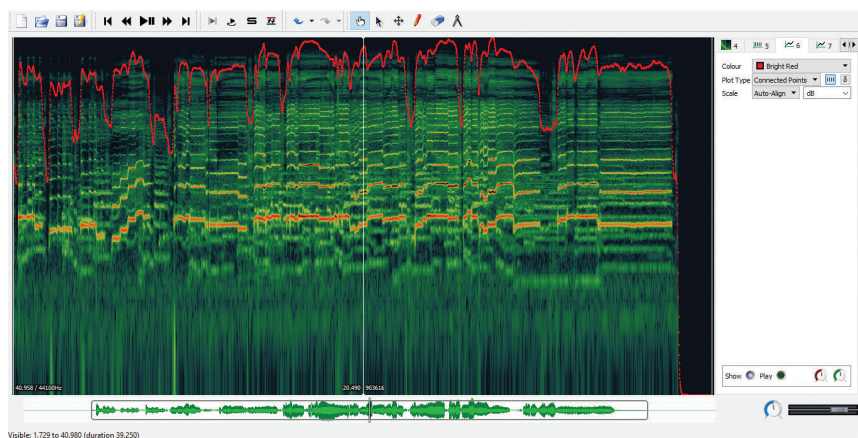 4 5 6 7
Colour Bright Red
Plot Type Connected Points δ
Scale Auto-Align dB
40.958 / 44100Hz
20.490 903616
Show Play
Visible: 1.729 to 40.980 (duration 39.250)